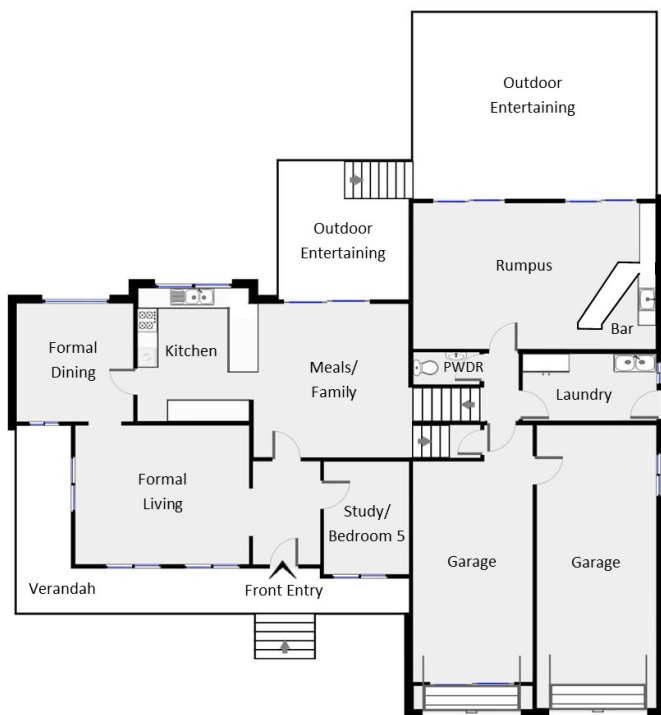 Outdoor
Entertaining
Outdoor
Entertaining
Rumpus
Bar
Formal
Dining
Kitchen
Meals/
Family
PWDR
Laundry
Formal
Living
Study/
Bedroom 5
Garage
Garage
Verandah
Front Entry